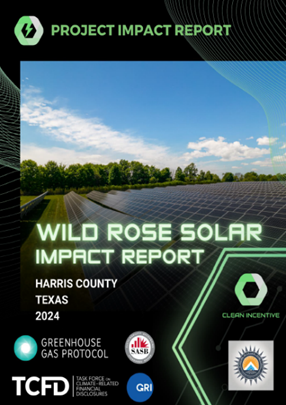 PROJECT IMPACT REPORT
WILD ROSE SOLAR
IMPACT REPORT
HARRIS COUNTY
TEXAS
2024
CLEAN INCENTIVE
GREENHOUSE
GAS PROTOCOL
SASB
TCFD
TASK FORCE ON
CLIMATE-RELATED
FINANCIAL
DISCLOSURES
GRI